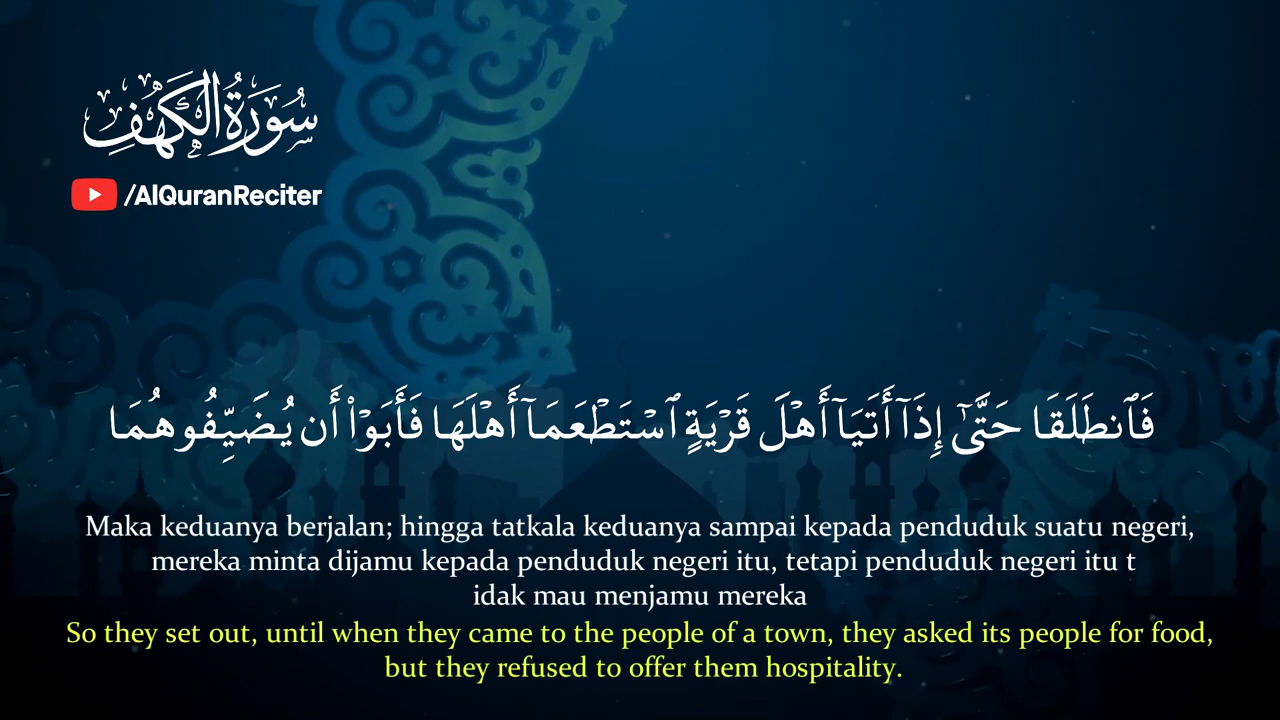 سُورَةُ الْكَهْفِ
/AlQuranReciter
فَٱنطَلَقَا حَتَّىٰٓ إِذَآ أَتَيَآ أَهْلَ قَرْيَةٍ ٱسْتَطْعَمَآ أَهْلَهَا فَأَبَوْا۟ أَن يُضَيِّفُوهُمَا
Maka keduanya berjalan; hingga tatkala keduanya sampai kepada penduduk suatu negeri,
mereka minta dijamu kepada penduduk negeri itu, tetapi penduduk negeri itu t
idak mau menjamu mereka
So they set out, until when they came to the people of a town, they asked its people for food,
but they refused to offer them hospitality.